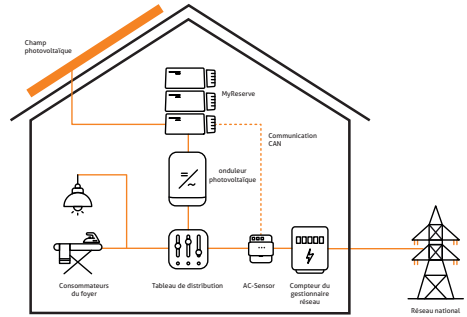 Champ
photovoltaïque
MyReserve
Communication
CAN
onduleur
photovoltaïque
Consommateurs
du foyer
Tableau de distribution
AC-Sensor
Compteur du
gestionnaire
réseau
Réseau national